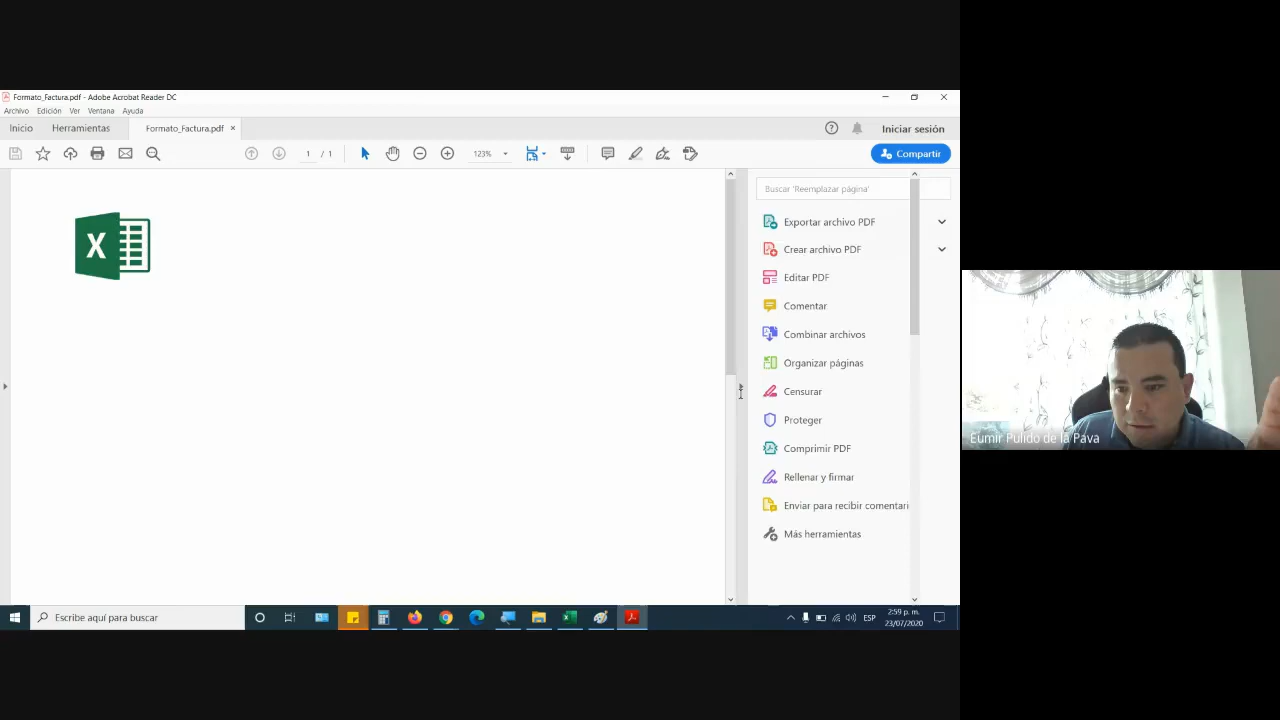 Formato_Factura.pdf - Adobe Acrobat Reader DC
Archivo Edición Ver Ventana Ayuda
Inicio Herramientas Formato_Factura.pdf × Iniciar sesión
1 / 1 123% Compartir
Buscar 'Reemplazar página'
X
Exportar archivo PDF
Crear archivo PDF
Editar PDF
Comentar
Combinar archivos
Organizar páginas
Censurar
Proteger
Eumir Pulido de la Pava
Comprimir PDF
Rellenar y firmar
Enviar para recibir comentari
Más herramientas
Escribe aquí para buscar
ESP
2:59 p. m.
23/07/2020